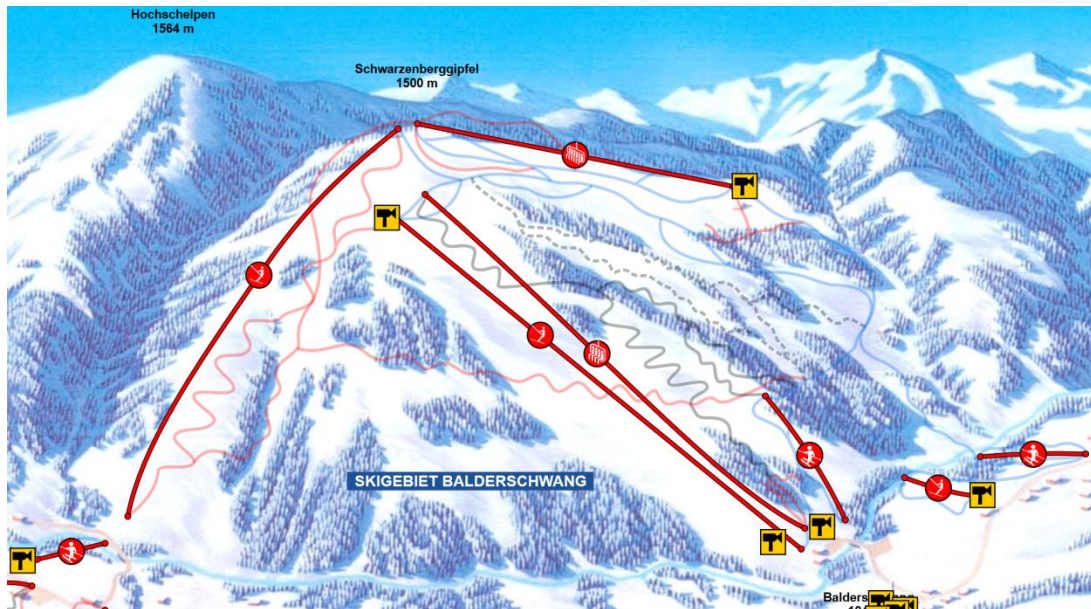 Hochschelpen
1564 m
Schwarzenberggipfel
1500 m
SKIGEBIET BALDERSCHWANG